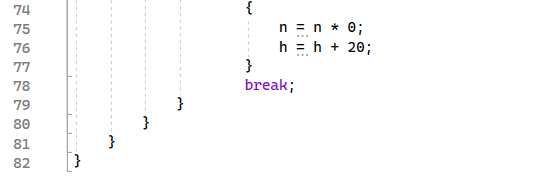 74 {
75 n = n * 0;
76 h = h + 20;
77 }
78 break;
79 }
80 }
81 }
82 }